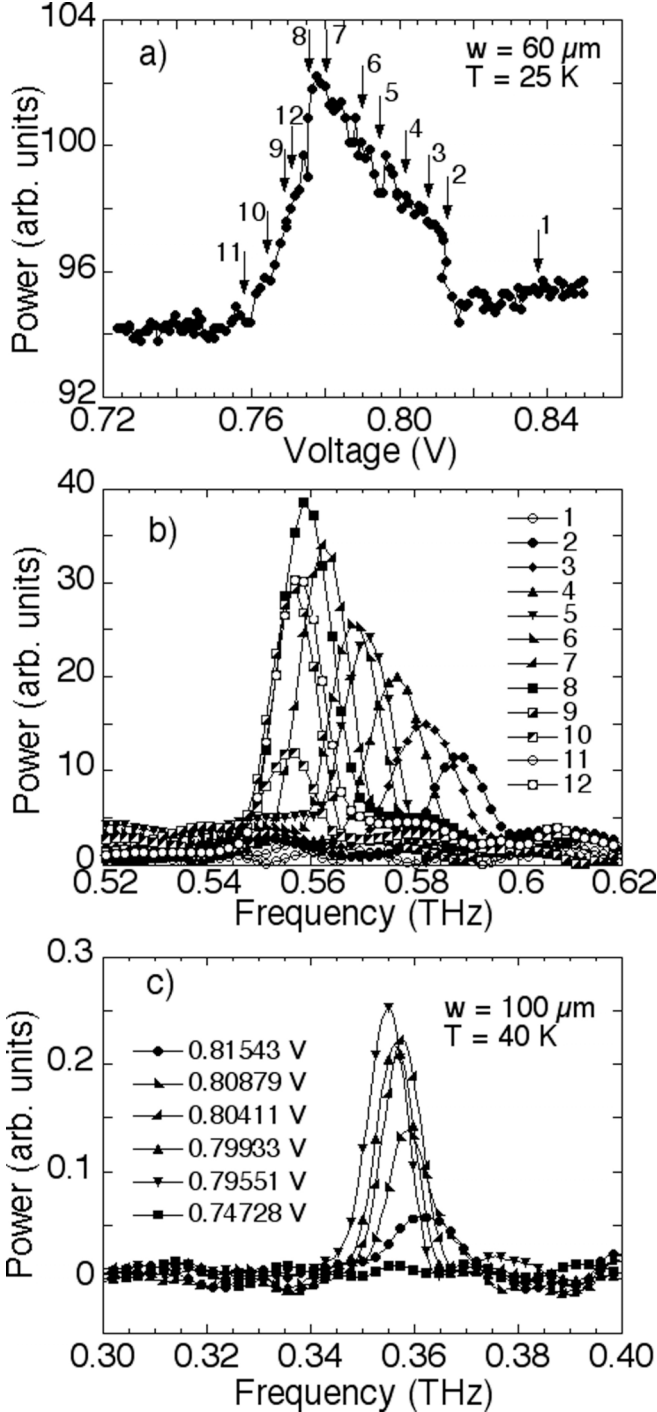 104
a)
8 7
w = 60 µm
T = 25 K
6
5
100
12
4
9
3
2
10
1
11
96
92
0.72 0.76 0.80 0.84
Power (arb. units)
Voltage (V)
40
b)
1
2
3
4
5
6
7
8
9
10
11
12
30
20
10
0
0.52 0.54 0.56 0.58 0.6 0.62
Power (arb. units)
Frequency (THz)
0.3
c)
w = 100 µm
T = 40 K
0.81543 V
0.80879 V
0.80411 V
0.79933 V
0.79551 V
0.74728 V
0.2
0.1
0
0.30 0.32 0.34 0.36 0.38 0.40
Power (arb. units)
Frequency (THz)